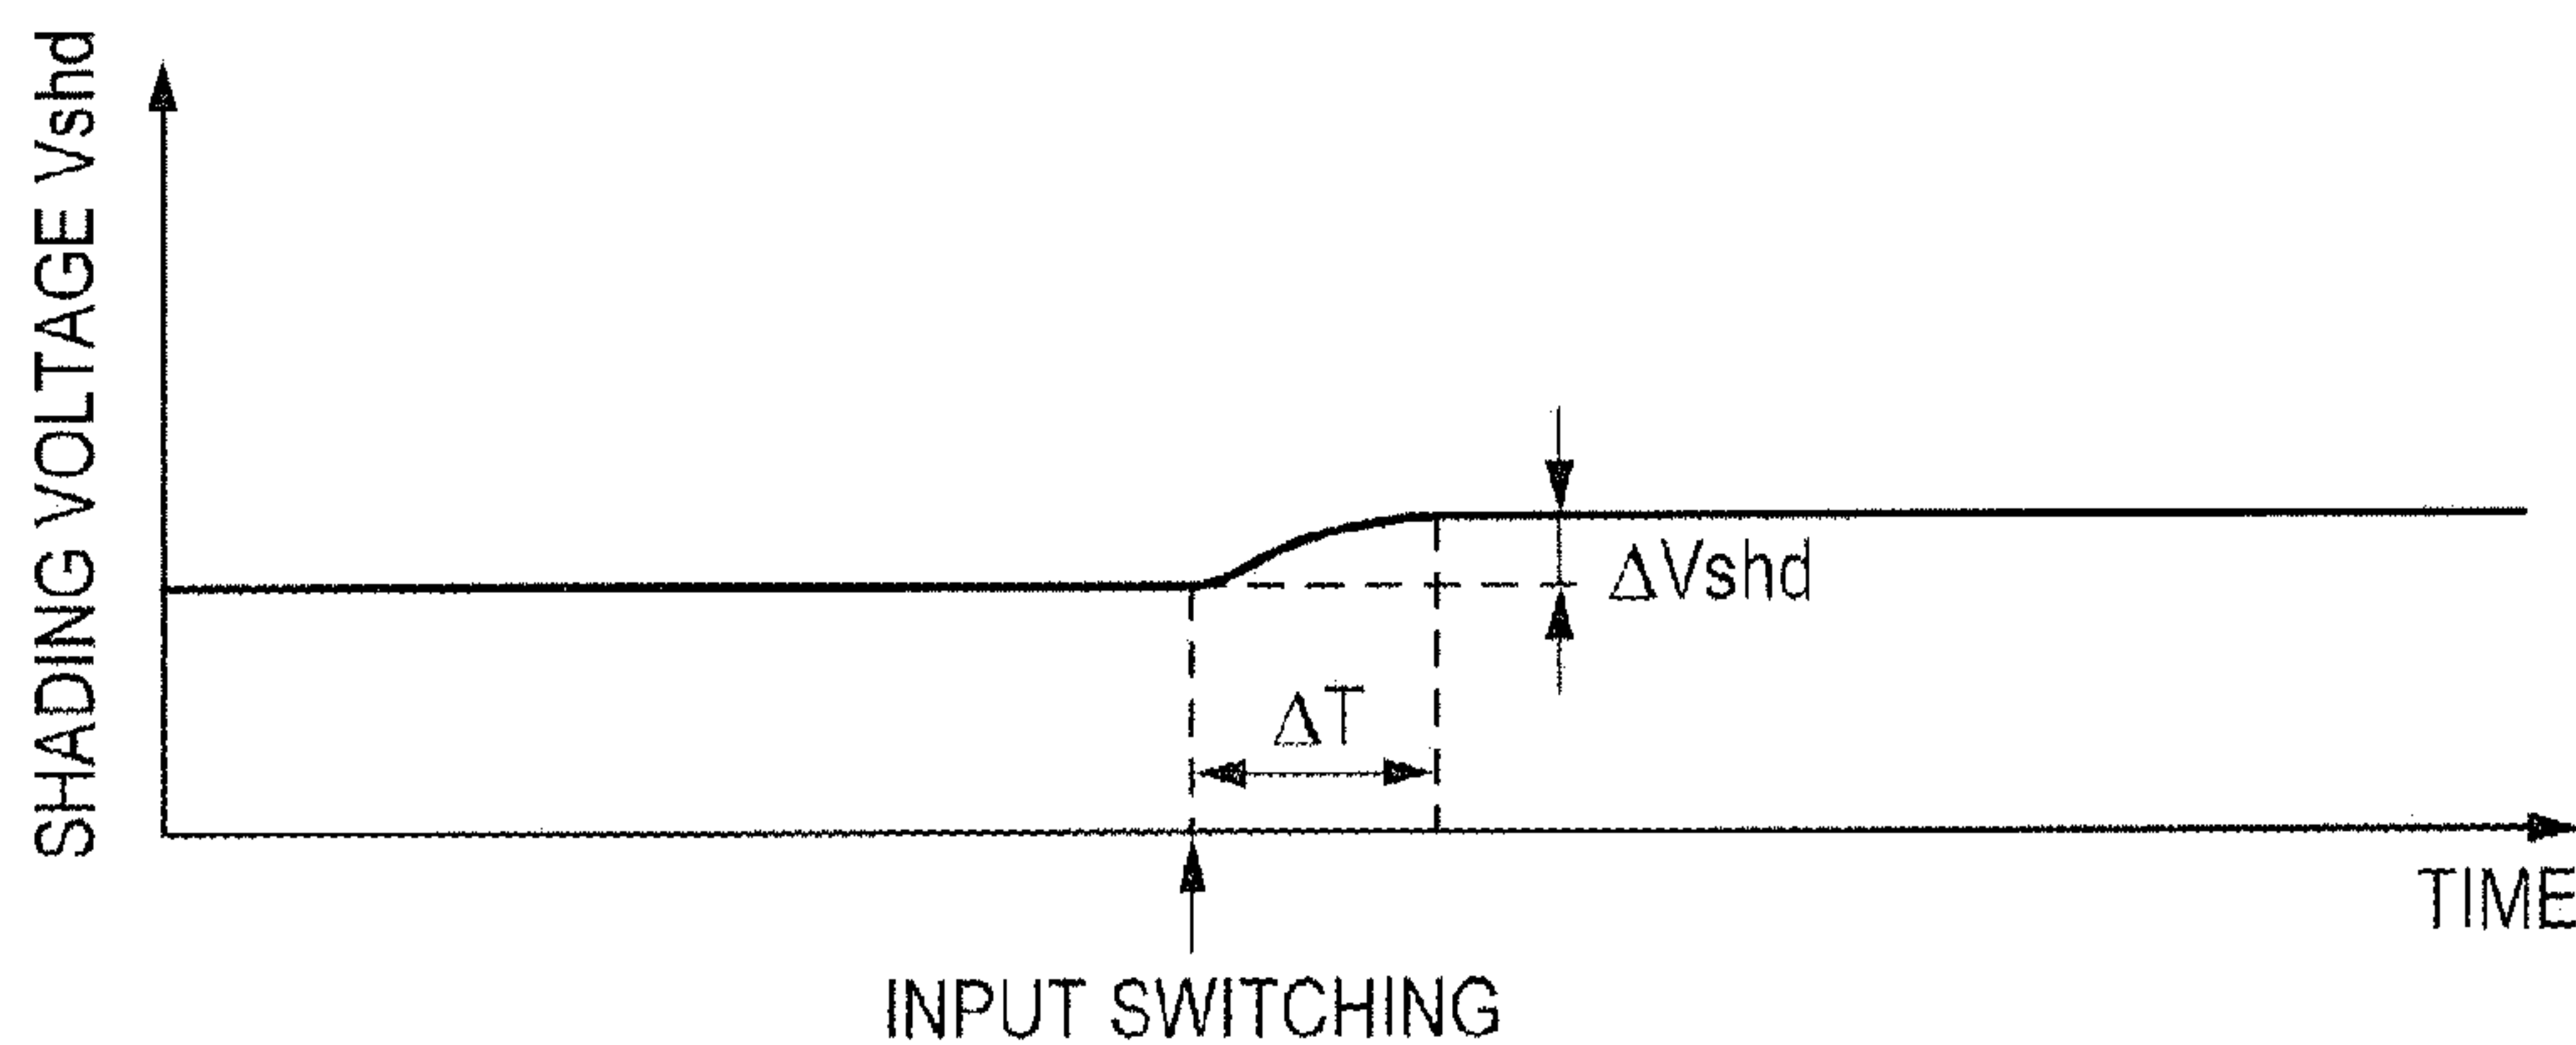 SHADING VOLTAGE Vshd
ΔVshd
ΔT
TIME
INPUT SWITCHING